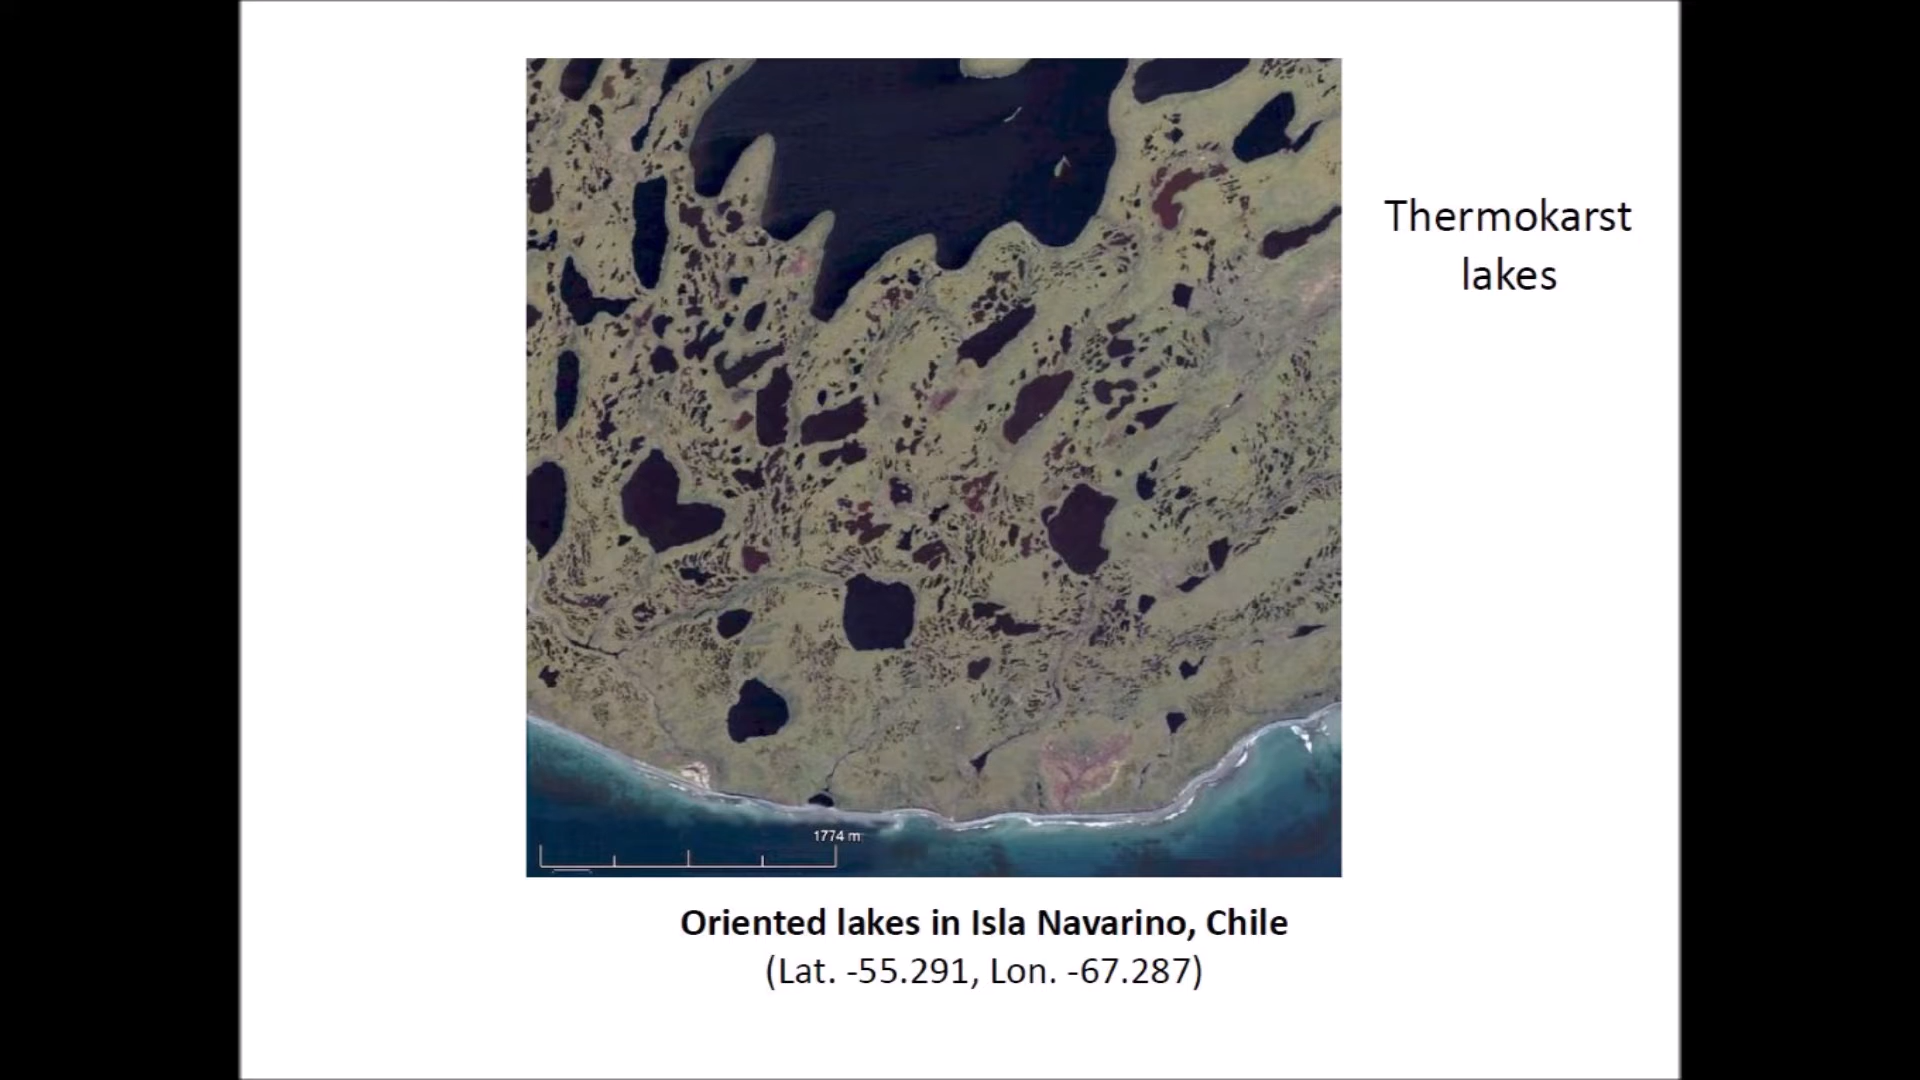 Thermokarst
lakes
1774 m
Oriented lakes in Isla Navarino, Chile
(Lat. -55.291, Lon. -67.287)